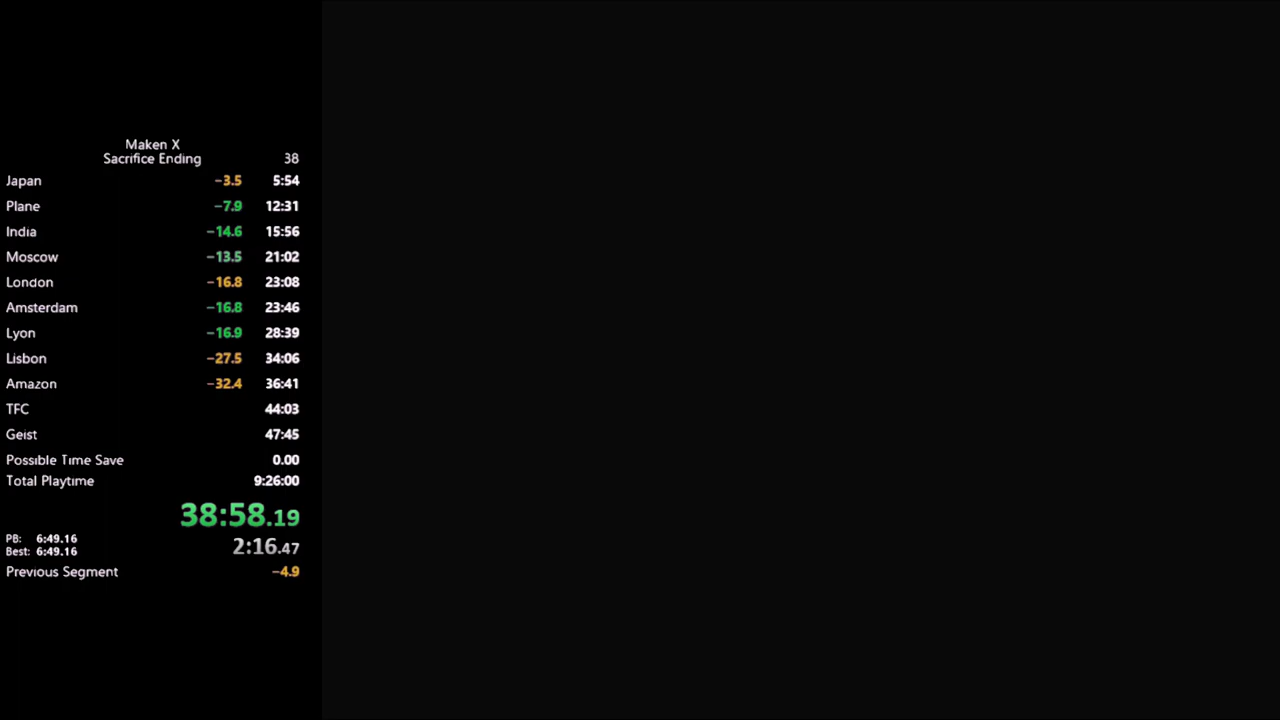 Maken X
Sacrifice Ending 38
Japan −3.5 5:54
Plane −7.9 12:31
India −14.6 15:56
Moscow −13.5 21:02
London −16.8 23:08
Amsterdam −16.8 23:46
Lyon −16.9 28:39
Lisbon −27.5 34:06
Amazon −32.4 36:41
TFC 44:03
Geist 47:45
Possible Time Save 0.00
Total Playtime 9:26:00
38:58.19
PB: 6:49.16
Best: 6:49.16 2:16.47
Previous Segment −4.9